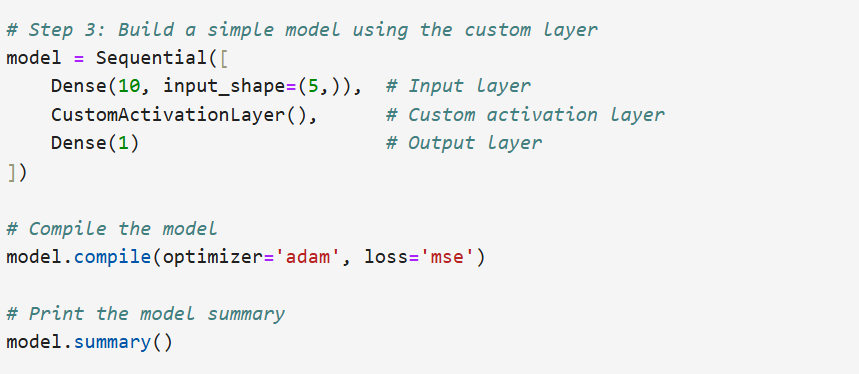 # Step 3: Build a simple model using the custom layer
model = Sequential([
    Dense(10, input_shape=(5,)),  # Input layer
    CustomActivationLayer(),      # Custom activation layer
    Dense(1)                      # Output layer
])

# Compile the model
model.compile(optimizer='adam', loss='mse')

# Print the model summary
model.summary()